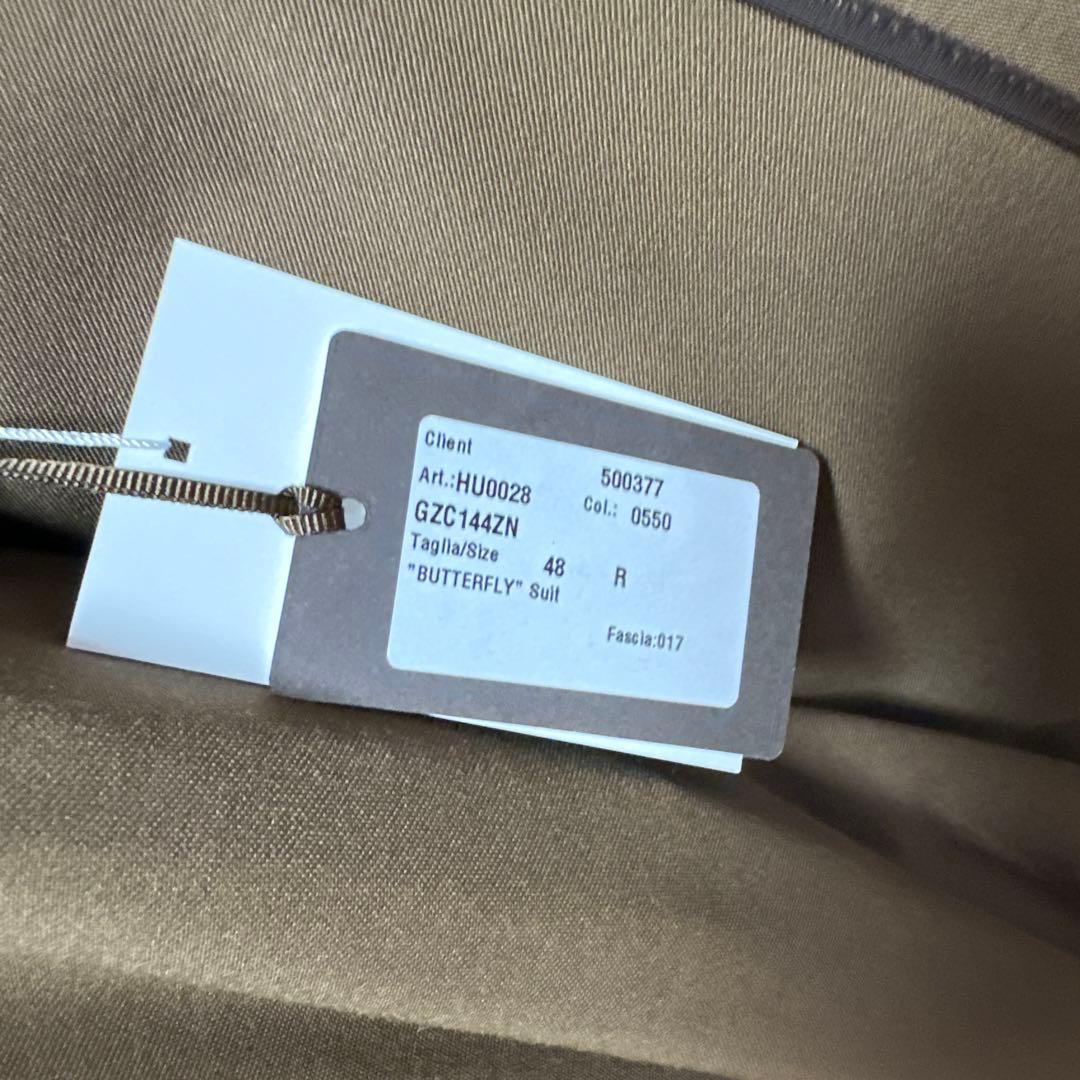 Client 500377
Art.:HU0028 Col.: 0550
GZC144ZN
Taglia/Size 48 R
"BUTTERFLY" Suit
Fascia:017